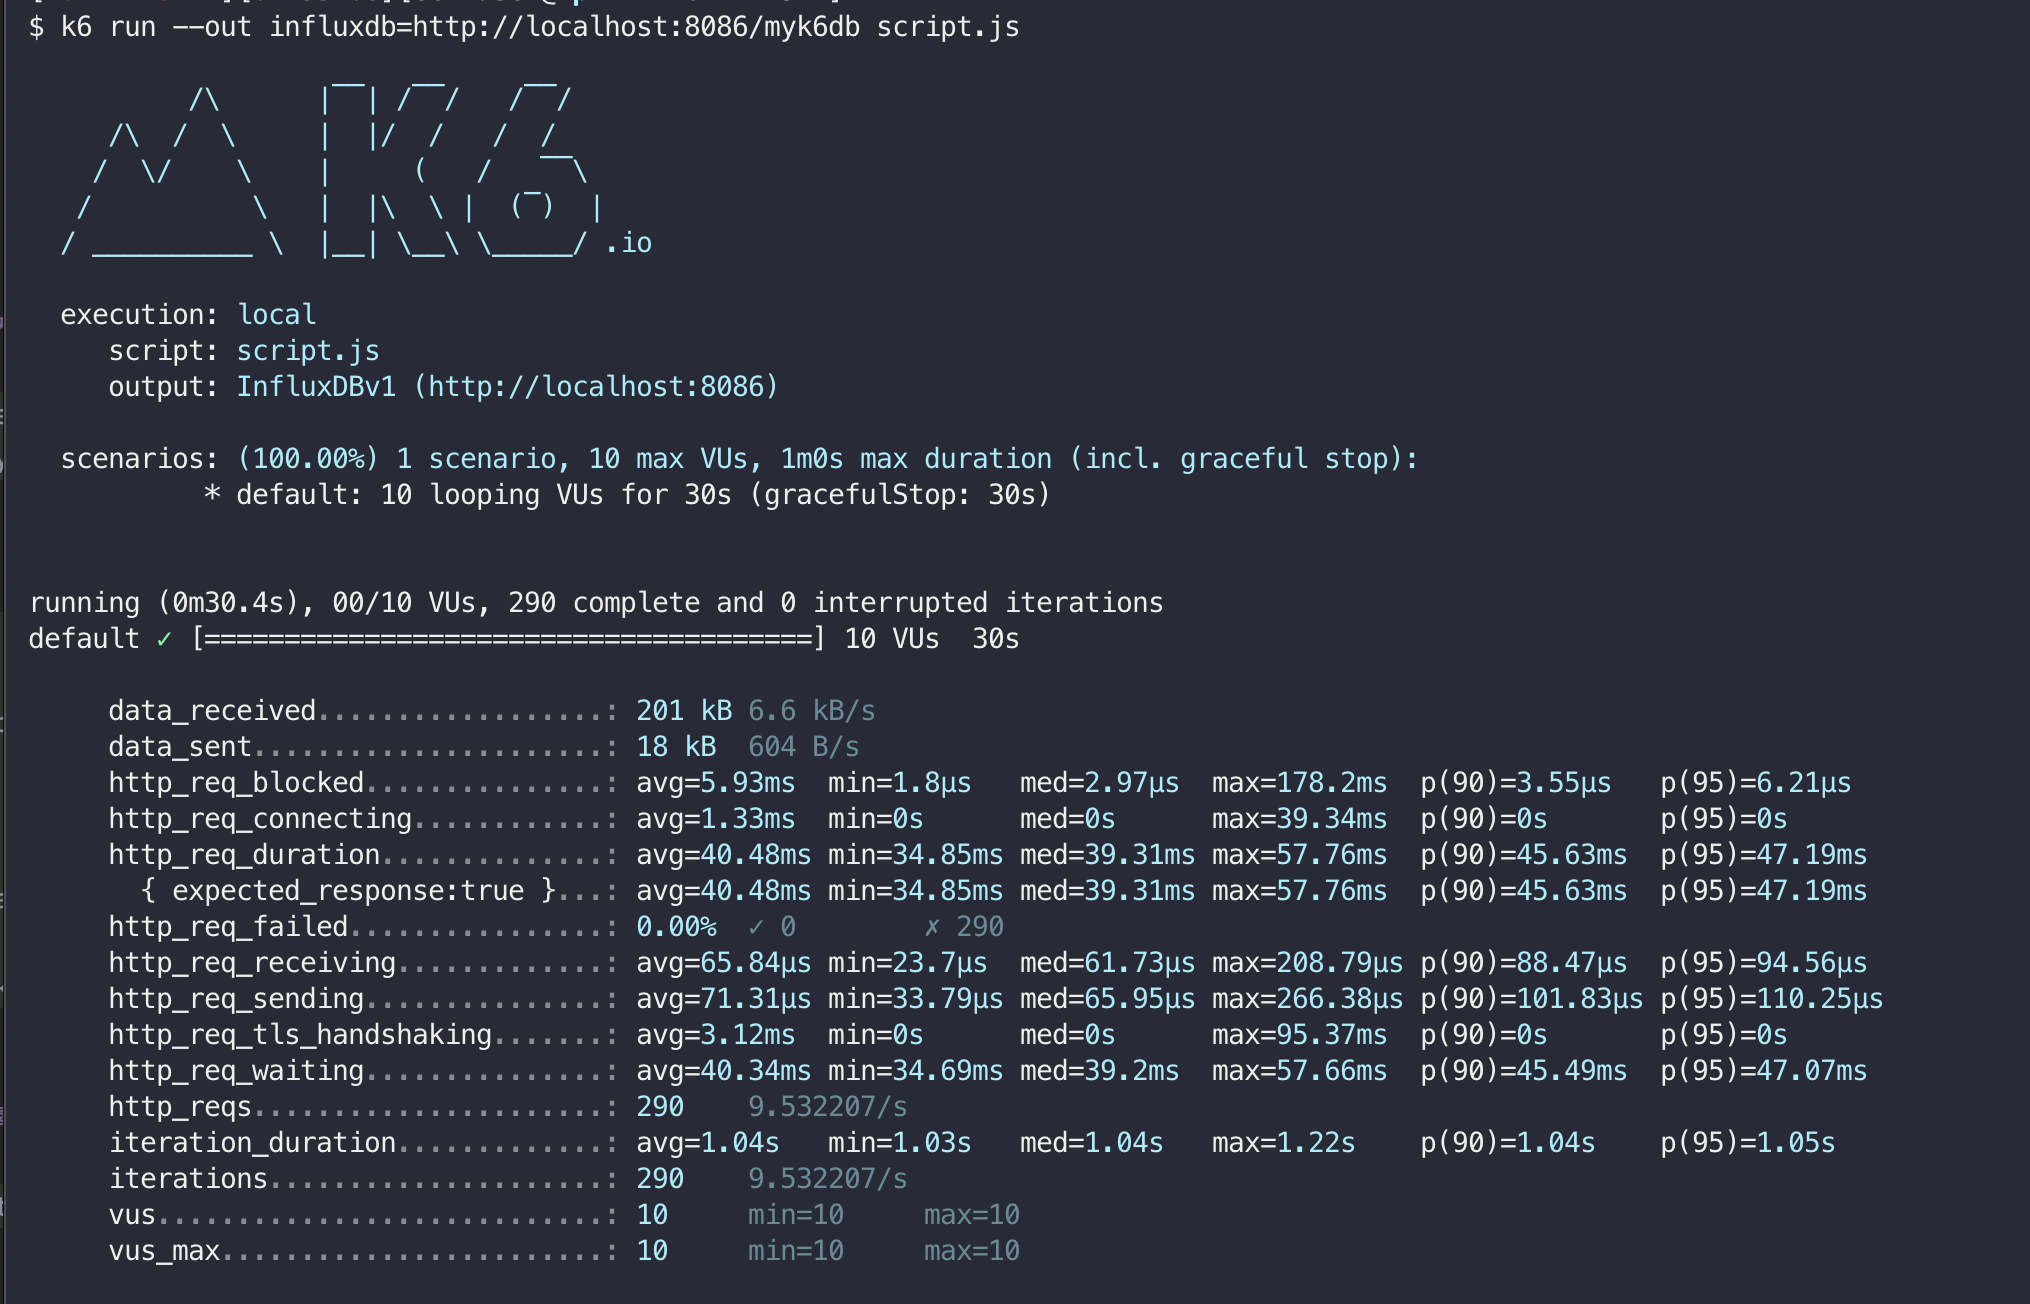 $ k6 run --out influxdb=http://localhost:8086/myk6db script.js
.io
execution: local
script: script.js
output: InfluxDBv1 (http://localhost:8086)
scenarios: (100.00%) 1 scenario, 10 max VUs, 1m0s max duration (incl. graceful stop):
* default: 10 looping VUs for 30s (gracefulStop: 30s)
running (0m30.4s), 00/10 VUs, 290 complete and 0 interrupted iterations
default ✓ [======================================] 10 VUs  30s
data_received..................: 201 kB 6.6 kB/s
data_sent......................: 18 kB  604 B/s
http_req_blocked...............: avg=5.93ms  min=1.8µs   med=2.97µs  max=178.2ms  p(90)=3.55µs   p(95)=6.21µs
http_req_connecting............: avg=1.33ms  min=0s      med=0s      max=39.34ms  p(90)=0s       p(95)=0s
http_req_duration..............: avg=40.48ms min=34.85ms med=39.31ms max=57.76ms  p(90)=45.63ms  p(95)=47.19ms
{ expected_response:true }...: avg=40.48ms min=34.85ms med=39.31ms max=57.76ms  p(90)=45.63ms  p(95)=47.19ms
http_req_failed................: 0.00%  ✓ 0        ✗ 290
http_req_receiving.............: avg=65.84µs min=23.7µs  med=61.73µs max=208.79µs p(90)=88.47µs  p(95)=94.56µs
http_req_sending...............: avg=71.31µs min=33.79µs med=65.95µs max=266.38µs p(90)=101.83µs p(95)=110.25µs
http_req_tls_handshaking.......: avg=3.12ms  min=0s      med=0s      max=95.37ms  p(90)=0s       p(95)=0s
http_req_waiting...............: avg=40.34ms min=34.69ms med=39.2ms  max=57.66ms  p(90)=45.49ms  p(95)=47.07ms
http_reqs......................: 290    9.532207/s
iteration_duration.............: avg=1.04s   min=1.03s   med=1.04s   max=1.22s    p(90)=1.04s    p(95)=1.05s
iterations.....................: 290    9.532207/s
vus............................: 10     min=10     max=10
vus_max........................: 10     min=10     max=10